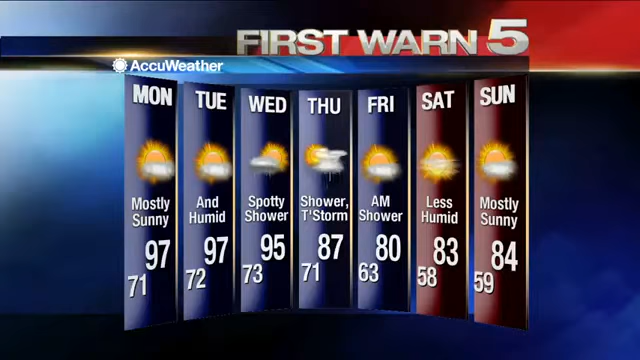 FIRST WARN 5
AccuWeather
MON
TUE
WED
THU
FRI
SAT
SUN
Mostly
Sunny
And
Humid
Spotty
Shower
Shower,
T'Storm
AM
Shower
Less
Humid
Mostly
Sunny
97
97
95
87
80
83
84
71
72
73
71
63
58
59